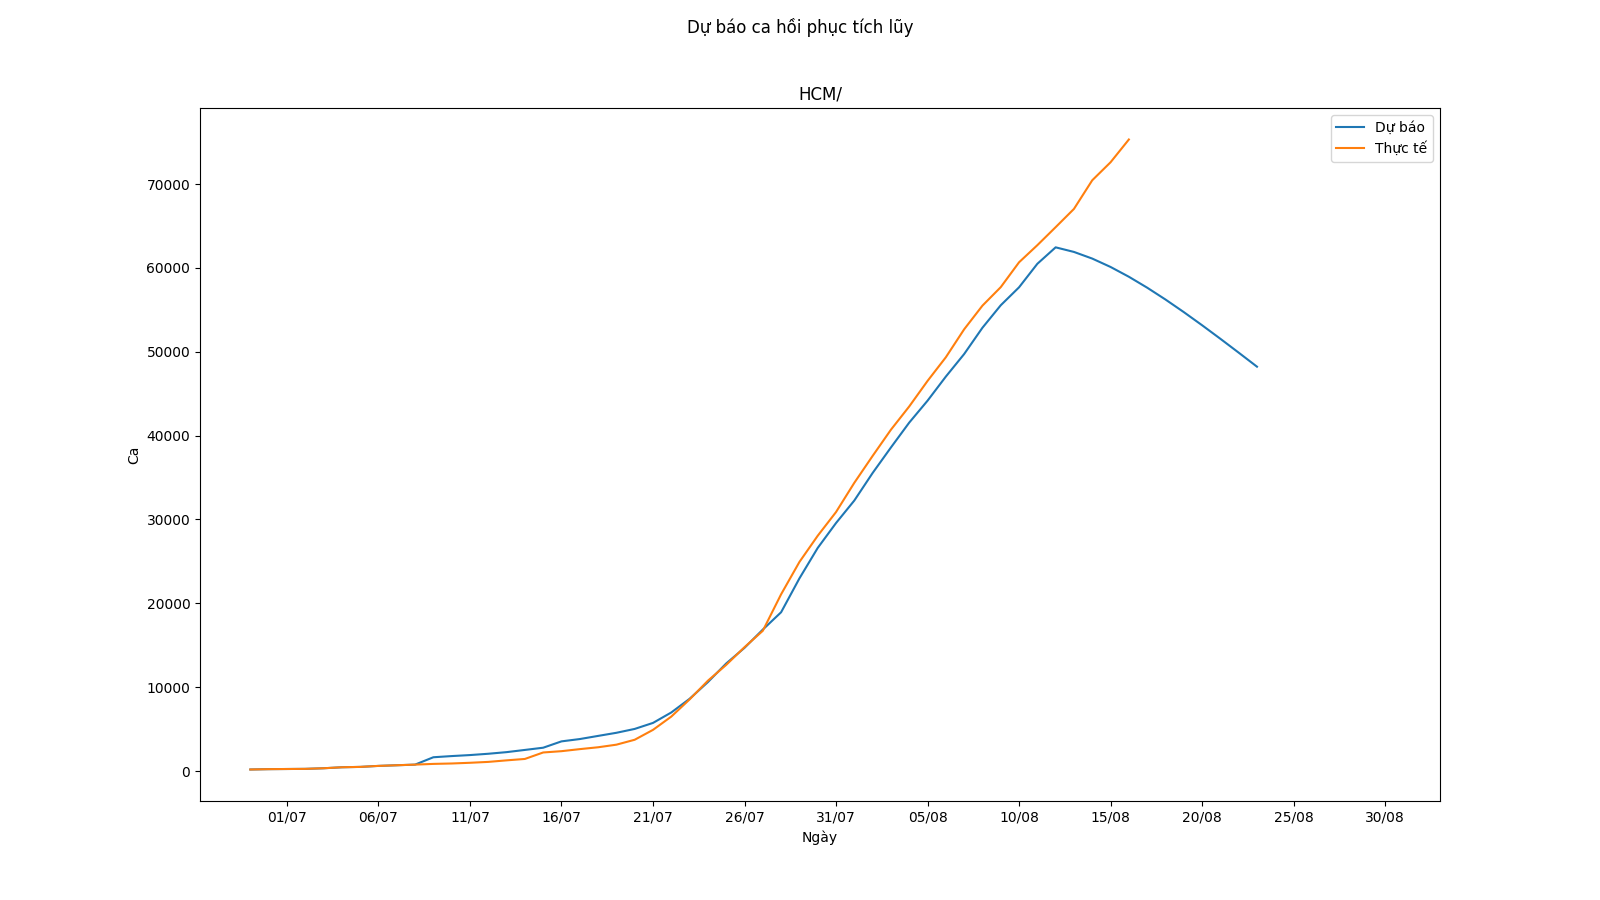 Dự báo ca hồi phục tích lũy
HCM/
Dự báo
Thực tế
70000
60000
50000
40000
30000
20000
10000
0
Ca
01/07 06/07 11/07 16/07 21/07 26/07 31/07 05/08 10/08 15/08 20/08 25/08 30/08
Ngày